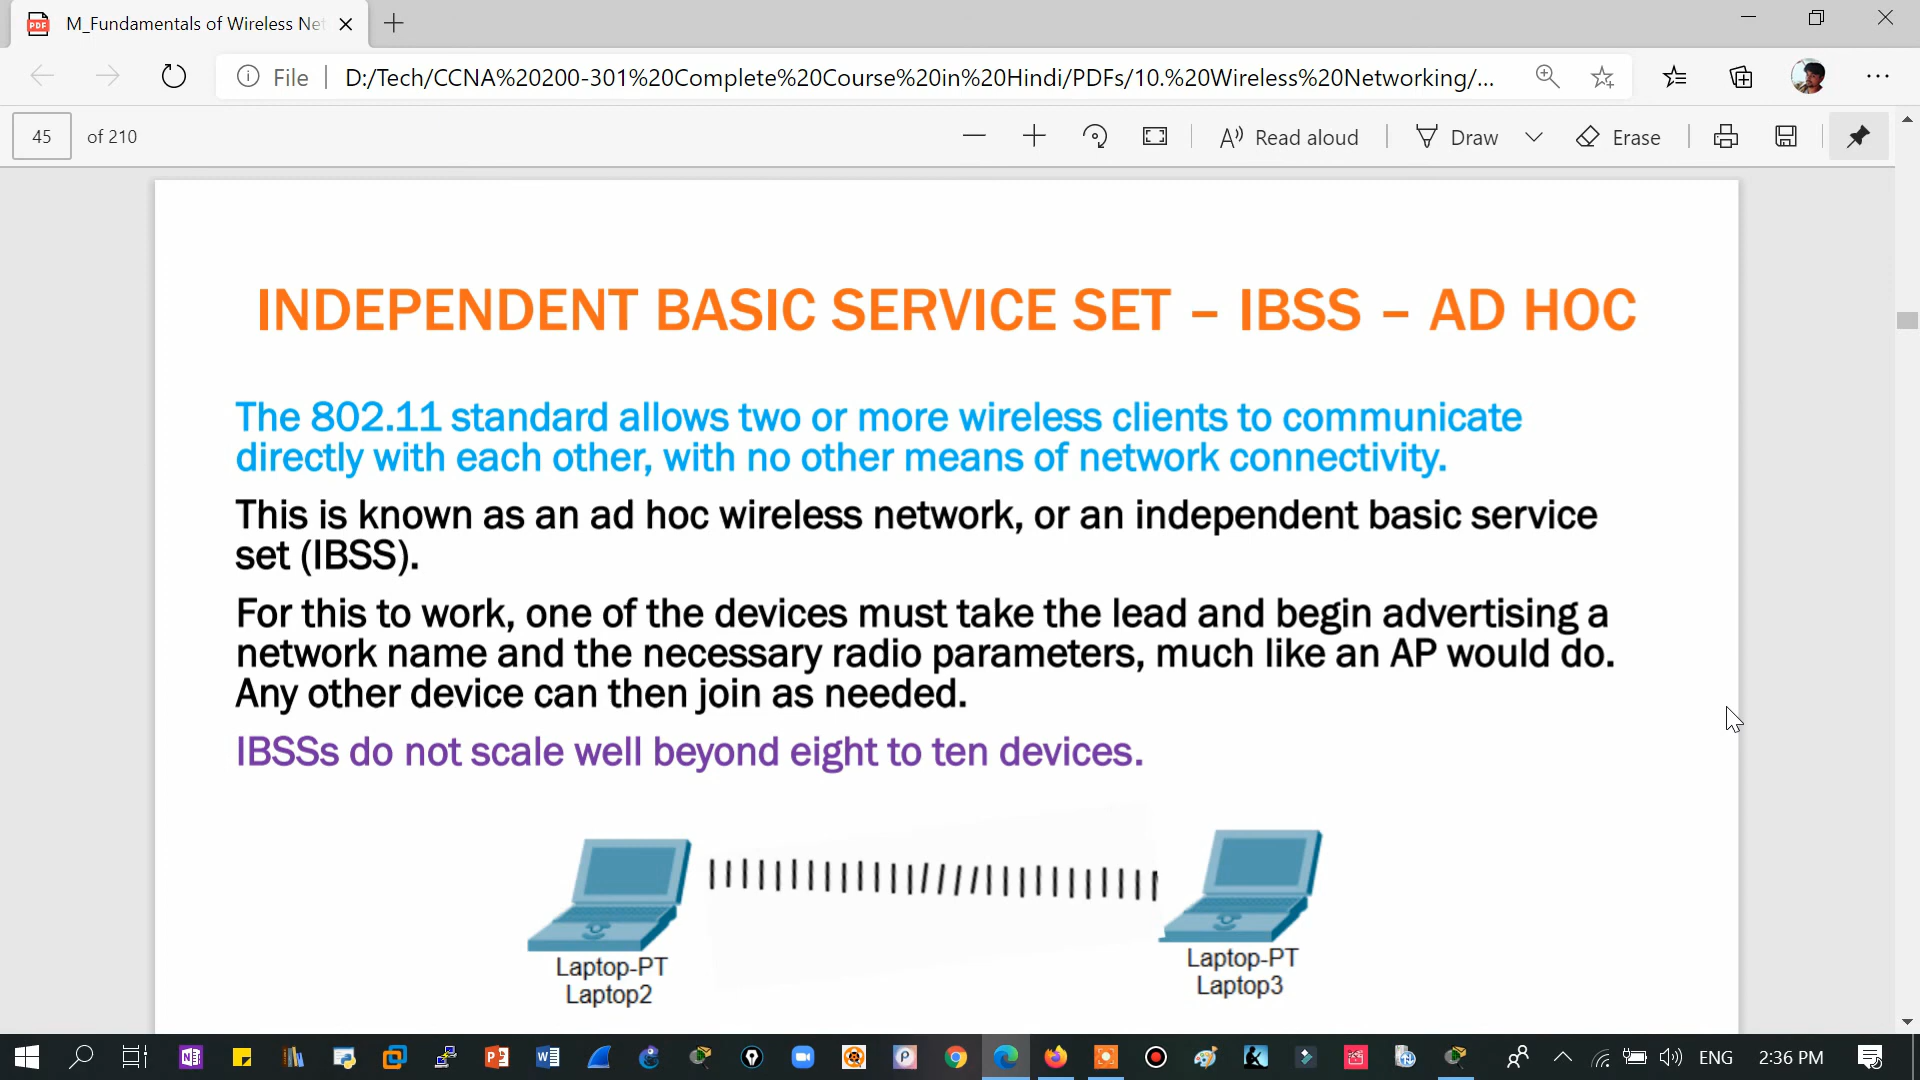 M_Fundamentals of Wireless Net
File
D:/Tech/CCNA%20200-301%20Complete%20Course%20in%20Hindi/PDFs/10.%20Wireless%20Networking/...
45 of 210
Read aloud
Draw
Erase
INDEPENDENT BASIC SERVICE SET – IBSS – AD HOC
The 802.11 standard allows two or more wireless clients to communicate
directly with each other, with no other means of network connectivity.
This is known as an ad hoc wireless network, or an independent basic service
set (IBSS).
For this to work, one of the devices must take the lead and begin advertising a
network name and the necessary radio parameters, much like an AP would do.
Any other device can then join as needed.
IBSSs do not scale well beyond eight to ten devices.
Laptop-PT
Laptop2
Laptop-PT
Laptop3
ENG
2:36 PM